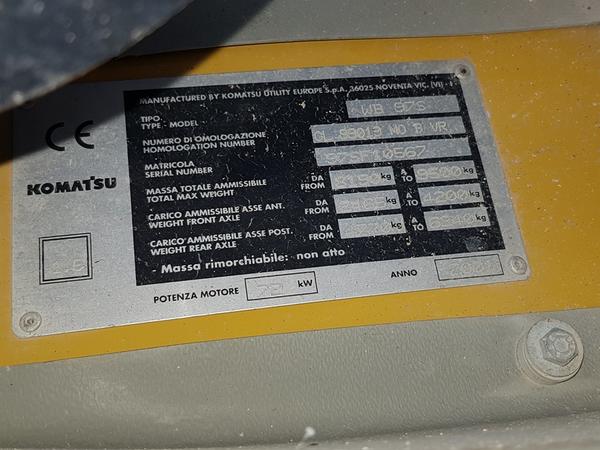 MANUFACTURED BY KOMATSU UTILITY EUROPE S.p.A. 36025 NOVENTA VIC. (VI)
CE
KOMATSU
TIPO
TYPE - MODEL
WB 97S
NUMERO DI OMOLOGAZIONE
HOMOLOGATION NUMBER
MATRICOLA
SERIAL NUMBER
MASSA TOTALE AMMISSIBILE
TOTAL MAX WEIGHT
DA
FROM
kg
A
TO
kg
CARICO AMMISSIBILE ASSE ANT.
WEIGHT FRONT AXLE
DA
FROM
kg
A
TO
kg
CARICO AMMISSIBILE ASSE POST.
WEIGHT REAR AXLE
DA
FROM
kg
A
TO
kg
- Massa rimorchiabile: non atto
POTENZA MOTORE
kW
ANNO